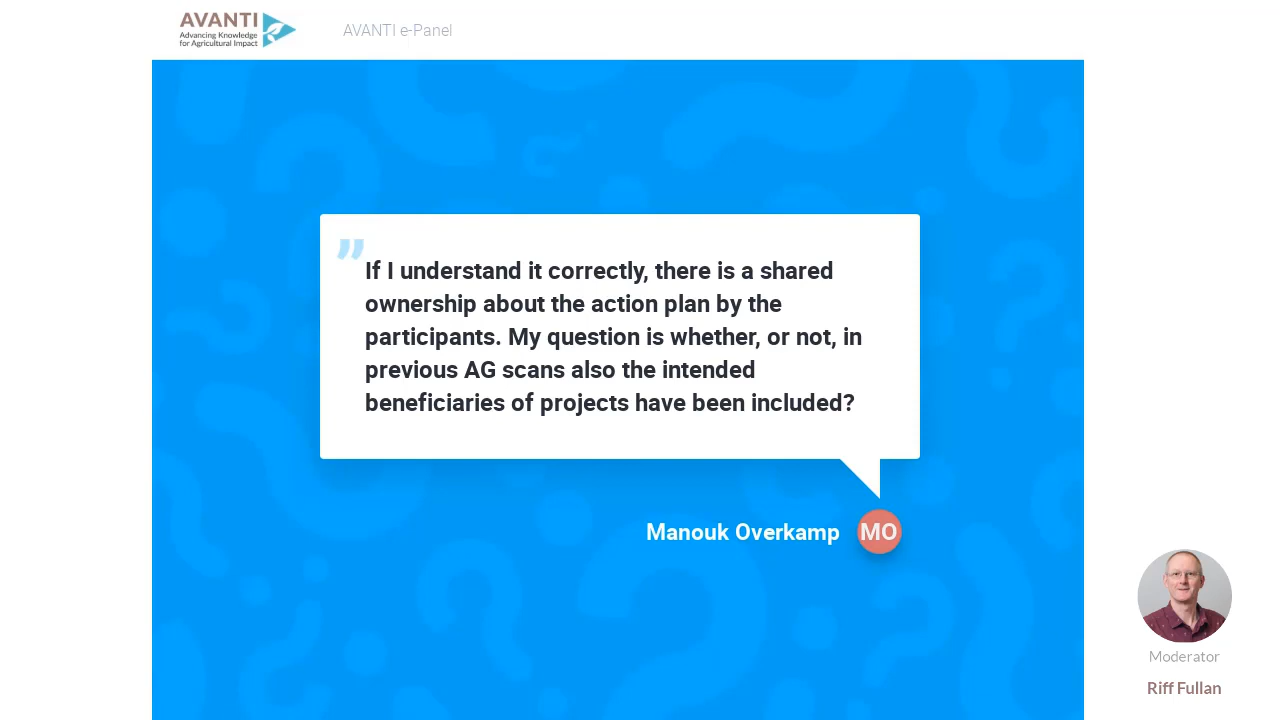 AVANTI
Advancing Knowledge
for Agricultural Impact
AVANTI e-Panel
"
If I understand it correctly, there is a shared
ownership about the action plan by the
participants. My question is whether, or not, in
previous AG scans also the intended
beneficiaries of projects have been included?
Manouk Overkamp MO
Moderator
Riff Fullan